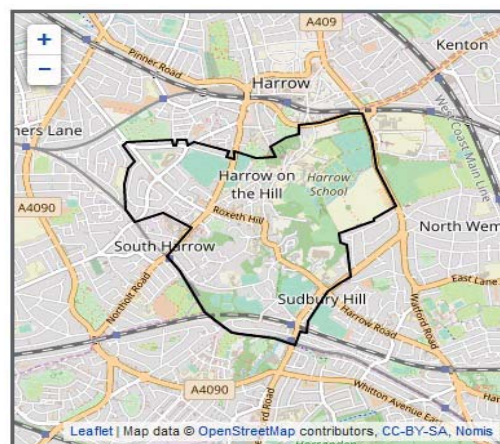 +
−
A409
Pinner Road
Kenton
Harrow
ners Lane
West Coast Main Line
Harrow on
the Hill
Harrow
School
A4090
Roxeth Hill
South Harrow
North Wem
East Lane
Northolt Road
Sudbury Hill
Harrow Road
Watford Road
A4090
Whitton Avenue East
Leaflet | Map data © OpenStreetMap contributors, CC-BY-SA, Nomis